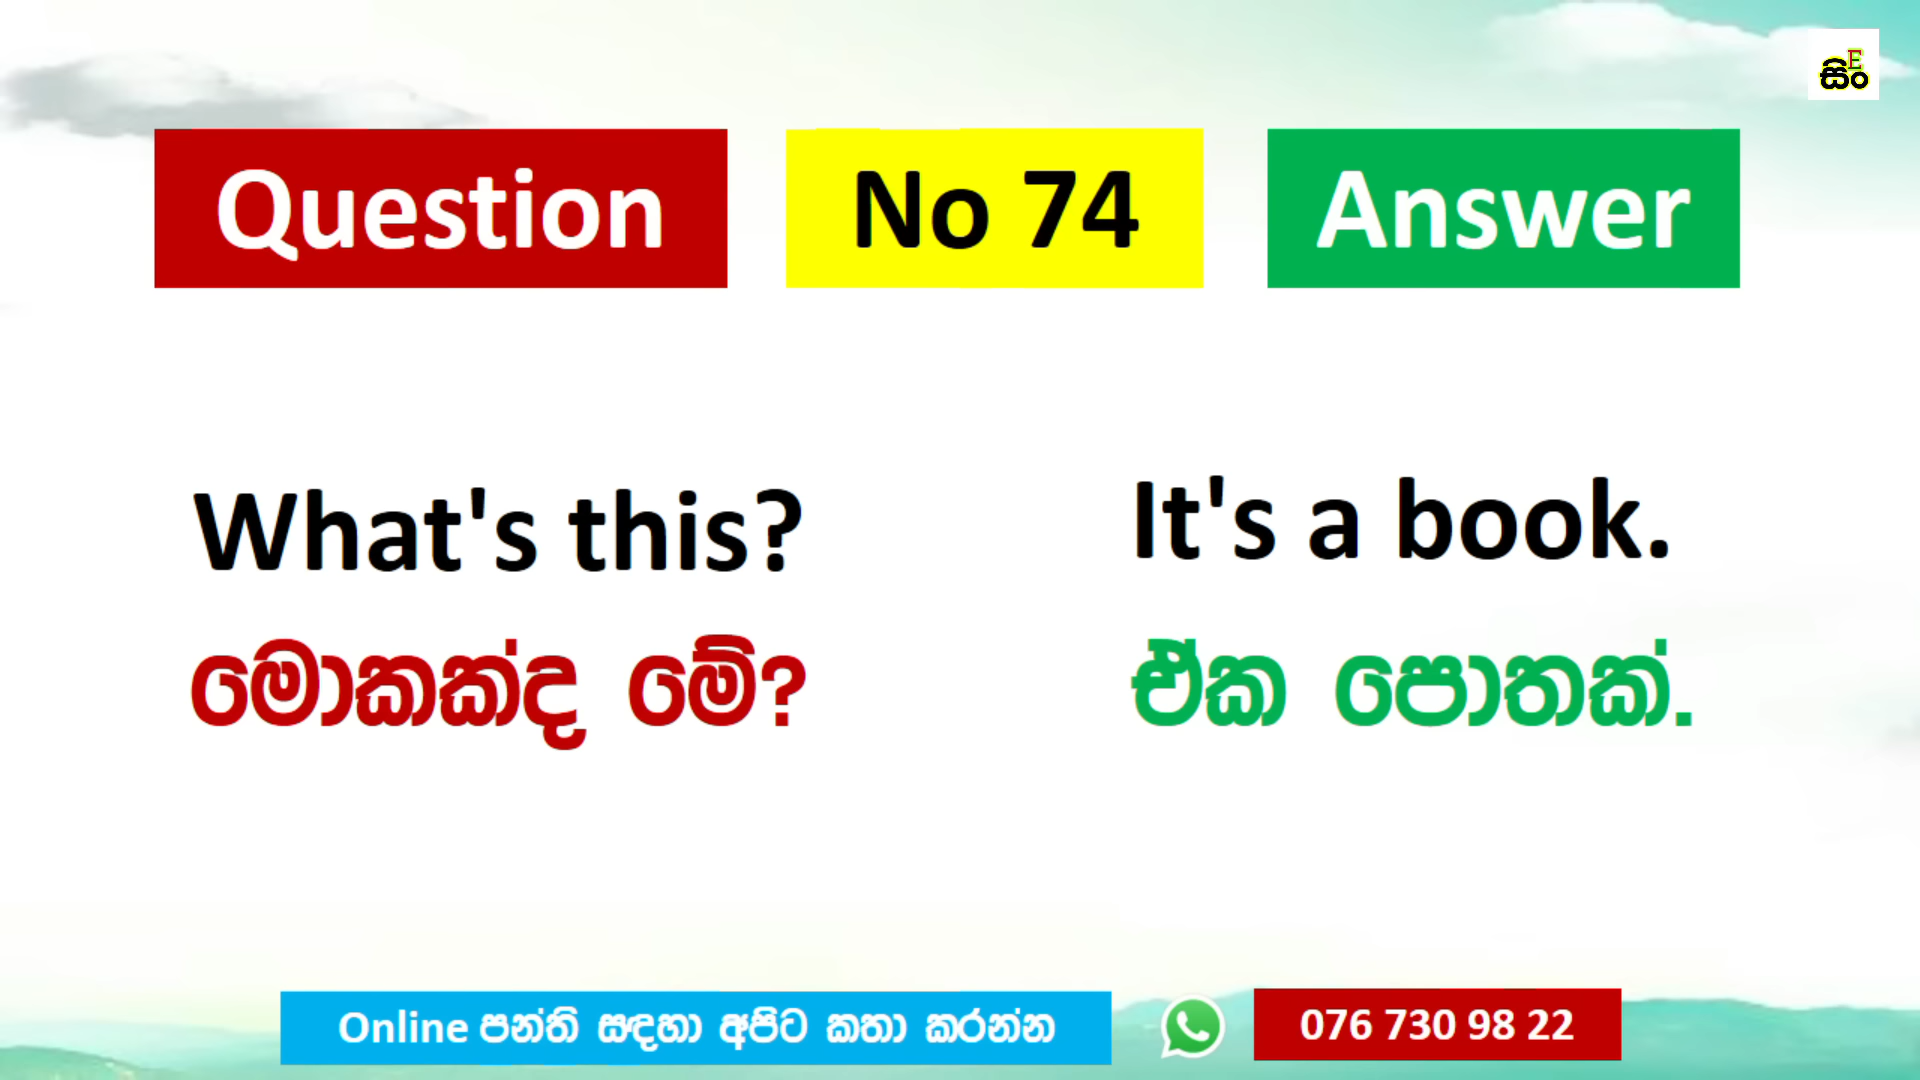 සිංE
Question
No 74
Answer
What's this?
It's a book.
මොකක්ද මේ?
ඒක පොතක්.
Online පන්ති සඳහා අපිට කතා කරන්න
076 730 98 22